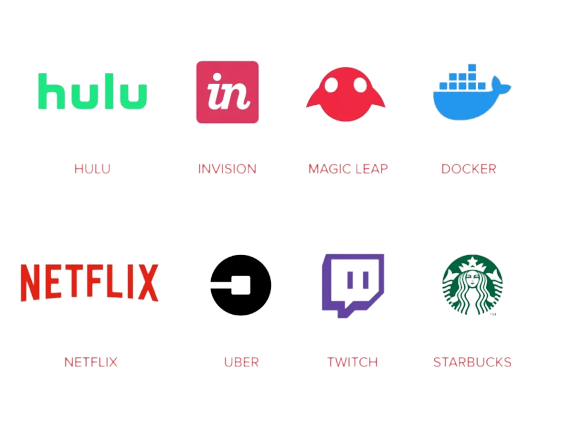 hulu in
HULU INVISION MAGIC LEAP DOCKER
NETFLIX
NETFLIX UBER TWITCH STARBUCKS